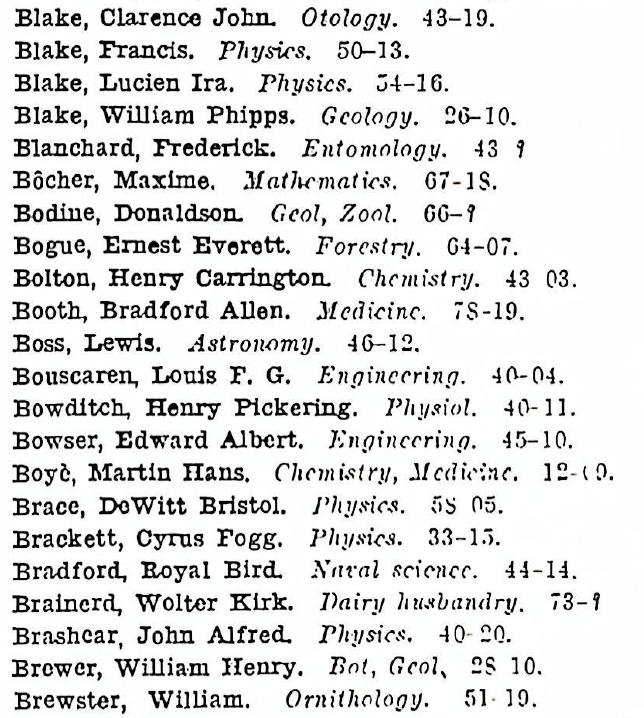 Blake, Clarence John. Otology. 43-19.
Blake, Francis. Physics. 50-13.
Blake, Lucien Ira. Physics. 54-16.
Blake, William Phipps. Geology. 26-10.
Blanchard, Frederick. Entomology. 43 ?
Bôcher, Maxime. Mathematics. 67-18.
Bodine, Donaldson. Geol, Zool. 66-?
Bogue, Ernest Everett. Forestry. 64-07.
Bolton, Henry Carrington. Chemistry. 43 03.
Booth, Bradford Allen. Medicine. 78-19.
Boss, Lewis. Astronomy. 46-12.
Bouscaren, Louis F. G. Engineering. 40-04.
Bowditch, Henry Pickering. Physiol. 40-11.
Bowser, Edward Albert. Engineering. 45-10.
Boyè, Martin Hans. Chemistry, Medicine.
Brace, DeWitt Bristol. Physics. 58 05.
Brackett, Cyrus Fogg. Physics. 33-15.
Bradford, Royal Bird. Naval science. 44-14.
Brainerd, Wolter Kirk. Dairy husbandry. 73-?
Brashear, John Alfred. Physics. 40-20.
Brewer, William Henry. Bot, Geol, 28 10.
Brewster, William. Ornithology. 51-19.